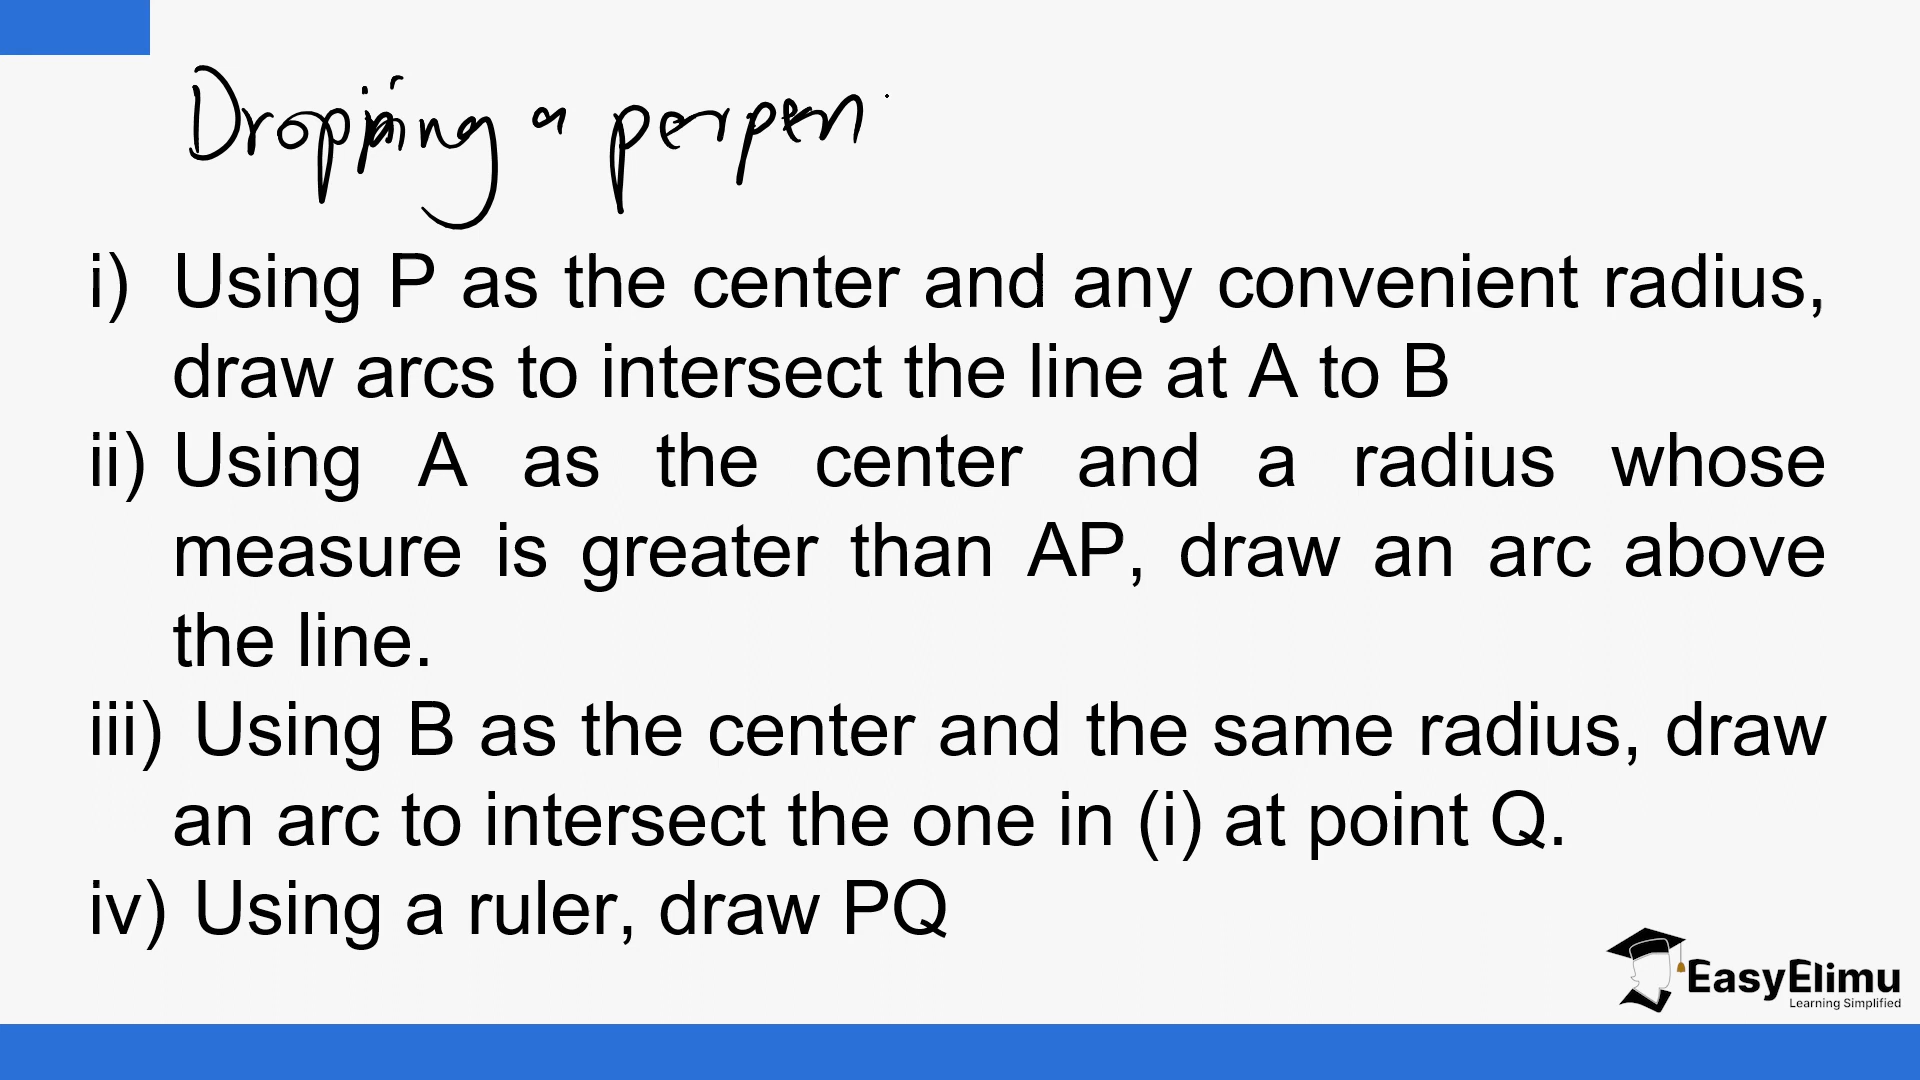 Dropping a perpen
i) Using P as the center and any convenient radius,
draw arcs to intersect the line at A to B
ii) Using A as the center and a radius whose
measure is greater than AP, draw an arc above
the line.
iii) Using B as the center and the same radius, draw
an arc to intersect the one in (i) at point Q.
iv) Using a ruler, draw PQ
EasyElimu
Learning Simplified